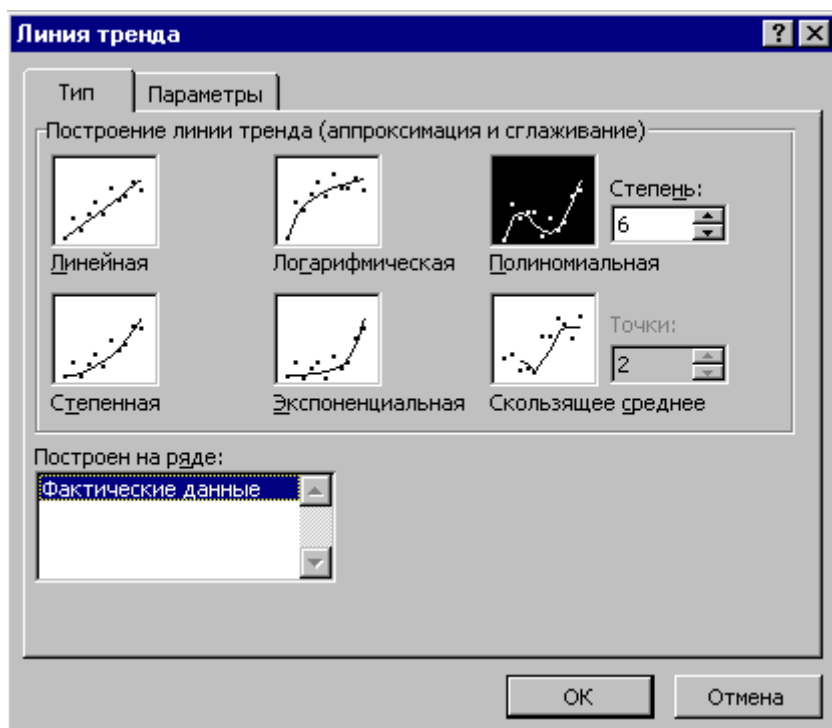 Линия тренда
Тип Параметры
Построение линии тренда (аппроксимация и сглаживание)
Степень:
6
Линейная Логарифмическая Полиномиальная
Точки:
2
Степенная Экспоненциальная Скользящее среднее
Построен на ряде:
Фактические данные
ОК Отмена